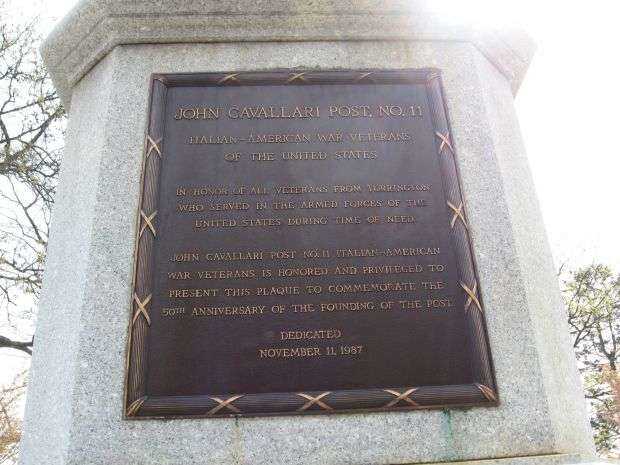 JOHN CAVALLARI POST, NO. 11
ITALIAN-AMERICAN WAR VETERANS
OF THE UNITED STATES
IN HONOR OF ALL VETERANS FROM TORRINGTON
WHO SERVED IN THE ARMED FORCES OF THE
UNITED STATES DURING TIME OF NEED
JOHN CAVALLARI POST NO. 11 ITALIAN-AMERICAN
WAR VETERANS, IS HONORED AND PRIVILEGED TO
PRESENT THIS PLAQUE TO COMMEMORATE THE
50TH ANNIVERSARY OF THE FOUNDING OF THE POST
DEDICATED
NOVEMBER 11, 1987